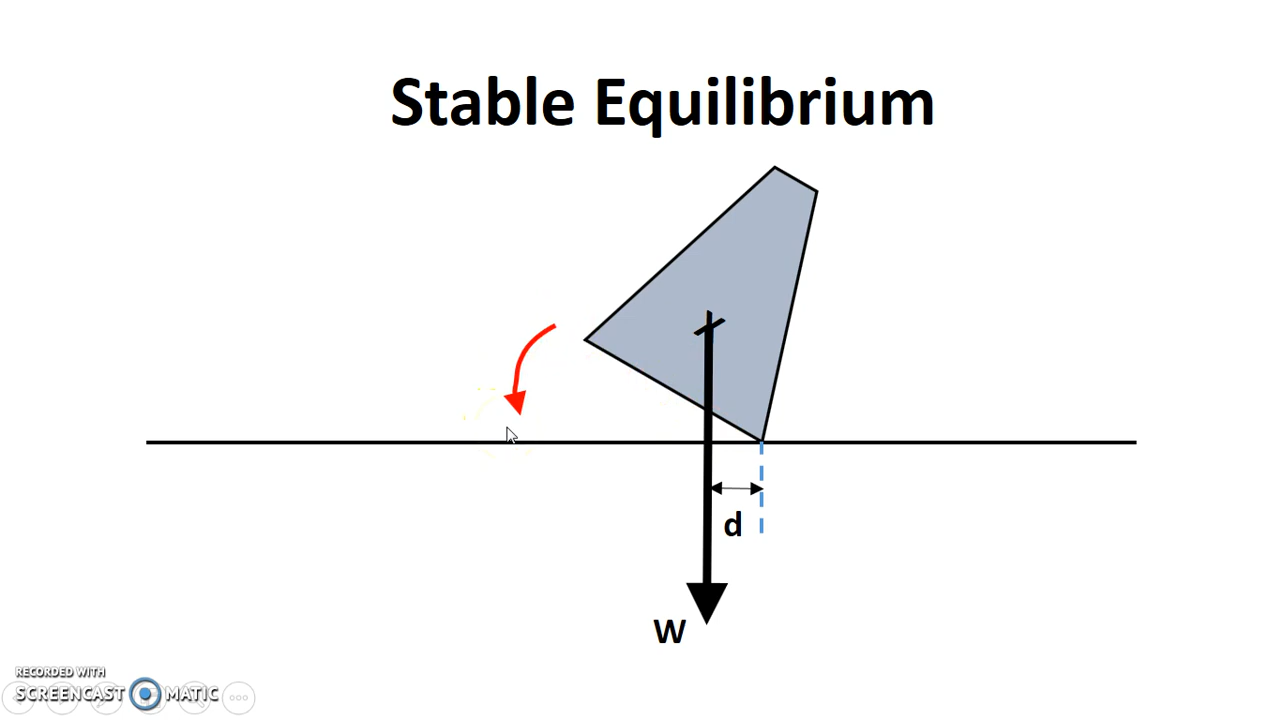 Stable Equilibrium
d
W
RECORDED WITH
SCREENCAST MATIC